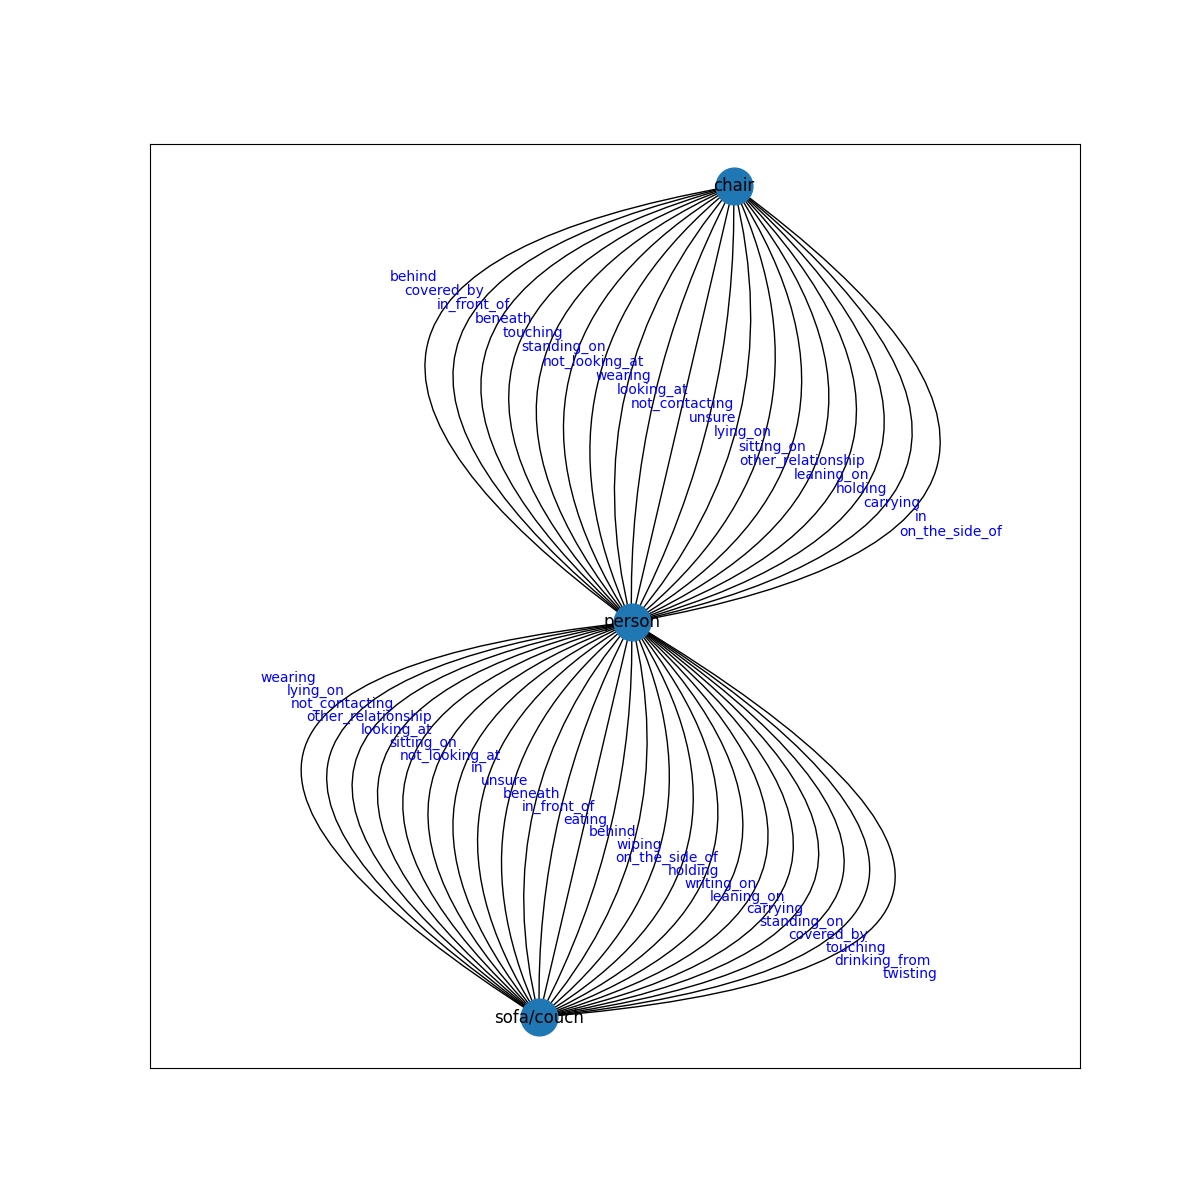 chair
behind
covered_by
in_front_of
beneath
touching
standing_on
not_looking_at
wearing
looking_at
not_contacting
unsure
lying_on
sitting_on
other_relationship
leaning_on
holding
carrying
in
on_the_side_of
person
wearing
lying_on
not_contacting
other_relationship
looking_at
sitting_on
not_looking_at
in
unsure
beneath
in_front_of
eating
behind
wiping
on_the_side_of
holding
writing_on
leaning_on
carrying
standing_on
covered_by
touching
drinking_from
twisting
sofa/couch